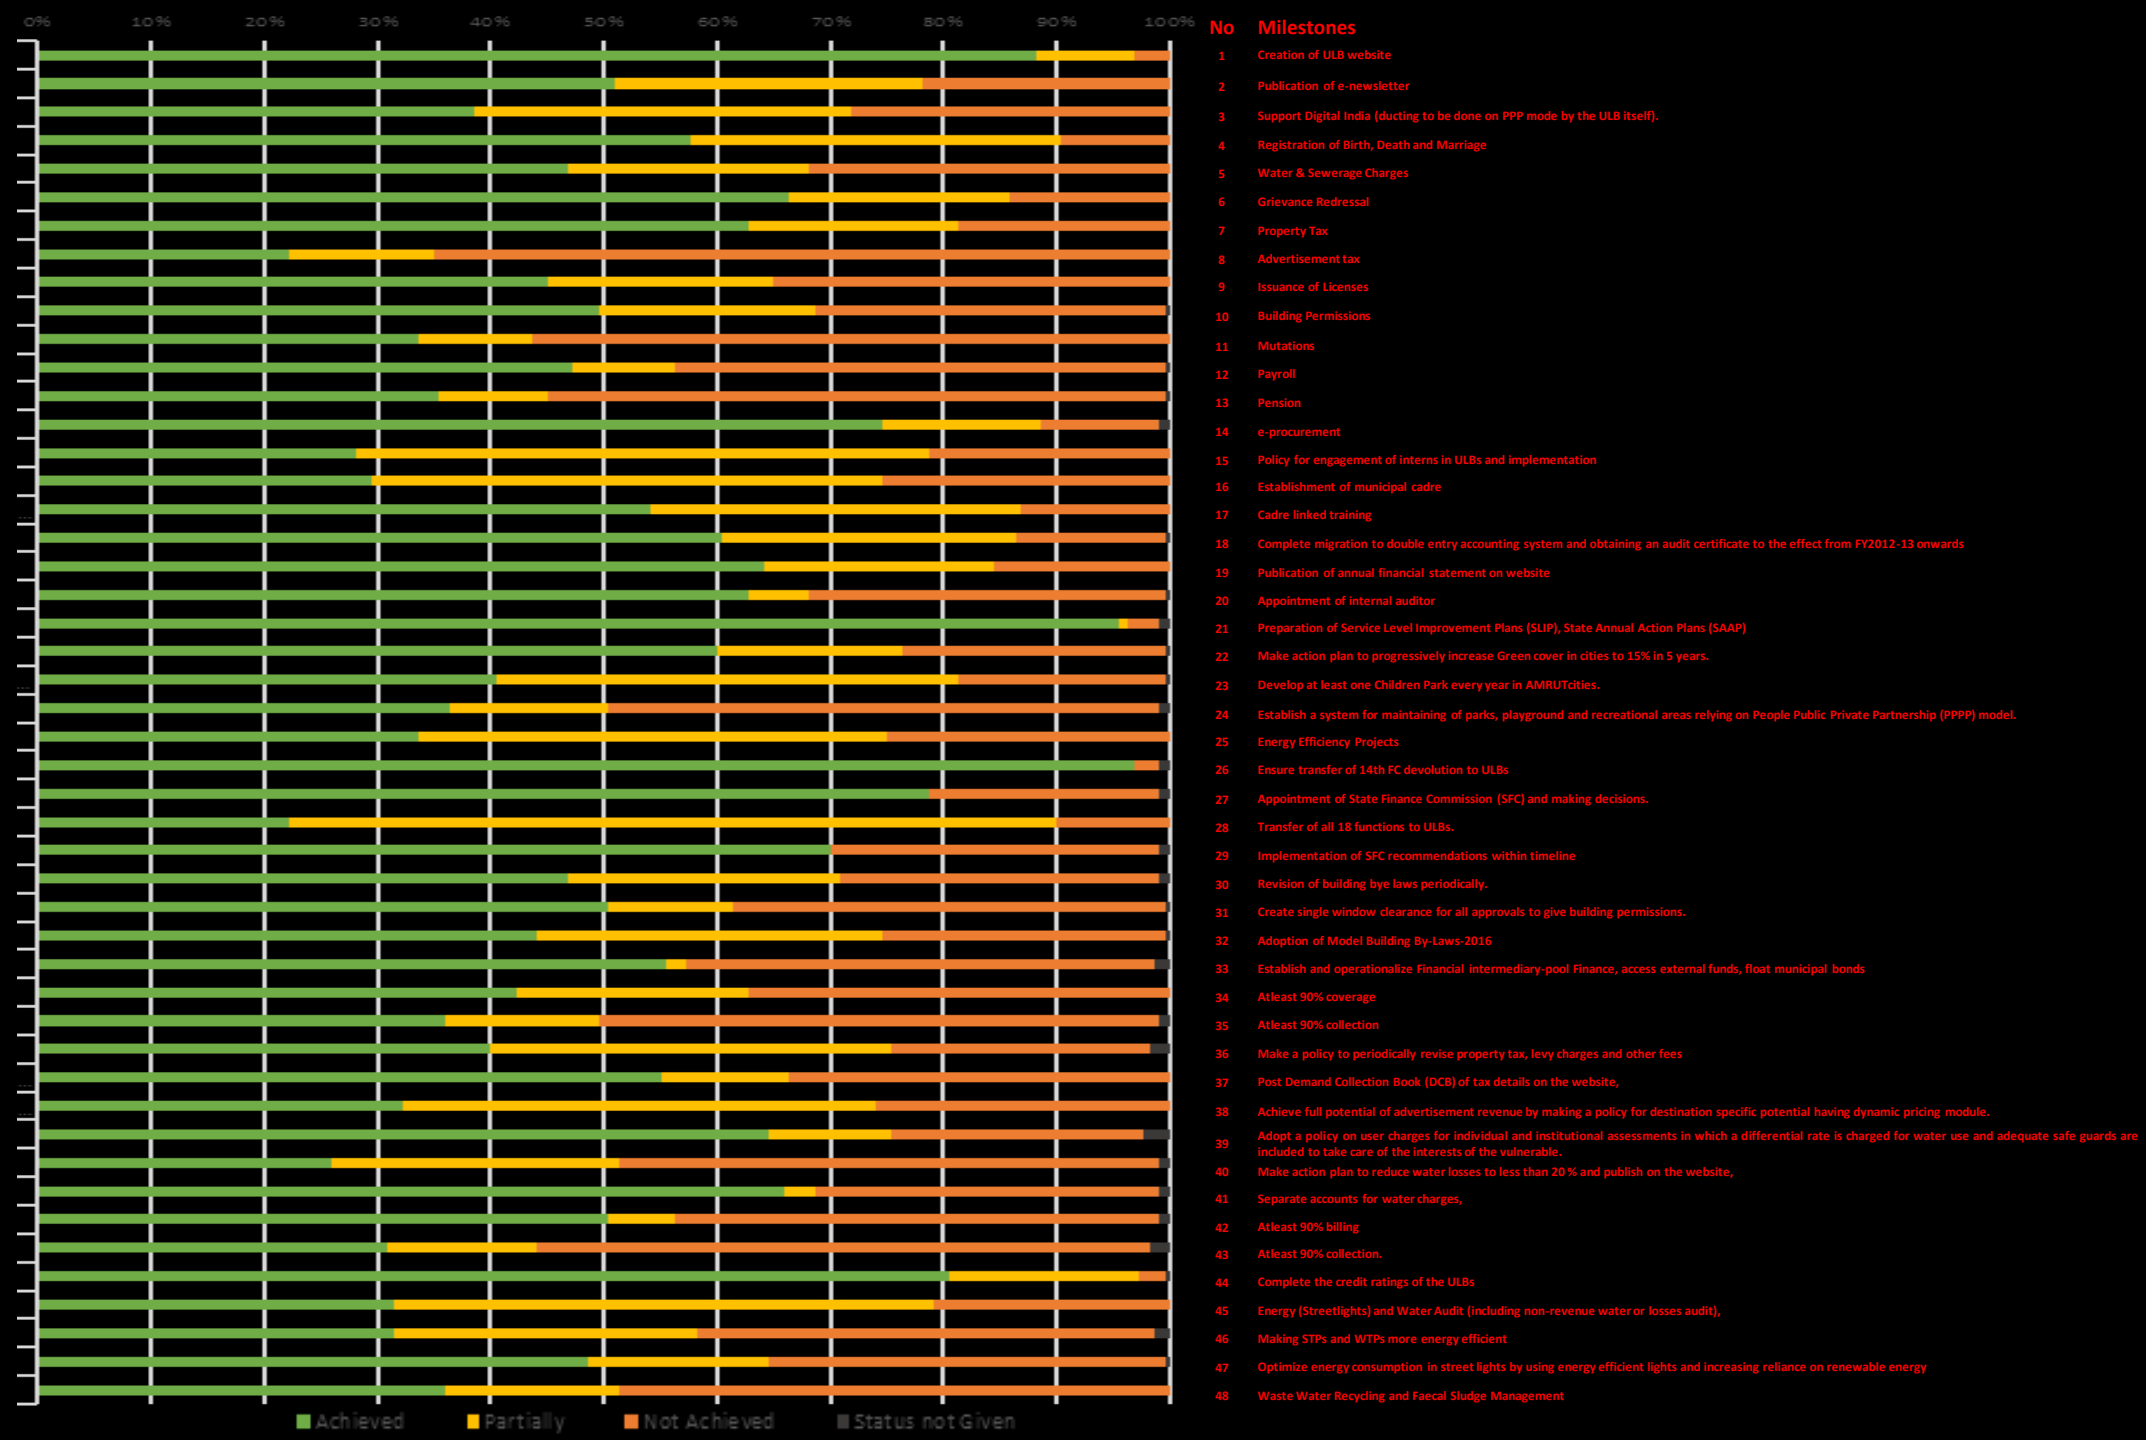 0% 10% 20% 30% 40% 50% 60% 70% 80% 90% 100%
No Milestones
1 Creation of ULB website
2 Publication of e-newsletter
3 Support Digital India (ducting to be done on PPP mode by the ULB itself).
4 Registration of Birth, Death and Marriage
5 Water & Sewerage Charges
6 Grievance Redressal
7 Property Tax
8 Advertisement tax
9 Issuance of Licenses
10 Building Permissions
11 Mutations
12 Payroll
13 Pension
14 e-procurement
15 Policy for engagement of interns in ULBs and implementation
16 Establishment of municipal cadre
17 Cadre linked training
18 Complete migration to double entry accounting system and obtaining an audit certificate to the effect from FY2012-13 onwards
19 Publication of annual financial statement on website
20 Appointment of internal auditor
21 Preparation of Service Level Improvement Plans (SLIP), State Annual Action Plans (SAAP)
22 Make action plan to progressively increase Green cover in cities to 15% in 5 years.
23 Develop at least one Children Park every year in AMRUTcities.
24 Establish a system for maintaining of parks, playground and recreational areas relying on People Public Private Partnership (PPPP) model.
25 Energy Efficiency Projects
26 Ensure transfer of 14th FC devolution to ULBs
27 Appointment of State Finance Commission (SFC) and making decisions.
28 Transfer of all 18 functions to ULBs.
29 Implementation of SFC recommendations within timeline
30 Revision of building bye laws periodically.
31 Create single window clearance for all approvals to give building permissions.
32 Adoption of Model Building By-Laws-2016
33 Establish and operationalize Financial intermediary-pool Finance, access external funds, float municipal bonds
34 Atleast 90% coverage
35 Atleast 90% collection
36 Make a policy to periodically revise property tax, levy charges and other fees
37 Post Demand Collection Book (DCB) of tax details on the website,
38 Achieve full potential of advertisement revenue by making a policy for destination specific potential having dynamic pricing module.
39 Adopt a policy on user charges for individual and institutional assessments in which a differential rate is charged for water use and adequate safe guards are
included to take care of the interests of the vulnerable.
40 Make action plan to reduce water losses to less than 20 % and publish on the website,
41 Separate accounts for water charges,
42 Atleast 90% billing
43 Atleast 90% collection.
44 Complete the credit ratings of the ULBs
45 Energy (Streetlights) and Water Audit (including non-revenue water or losses audit),
46 Making STPs and WTPs more energy efficient
47 Optimize energy consumption in street lights by using energy efficient lights and increasing reliance on renewable energy
48 Waste Water Recycling and Faecal Sludge Management
Achieved Partially Not Achieved Status not Given